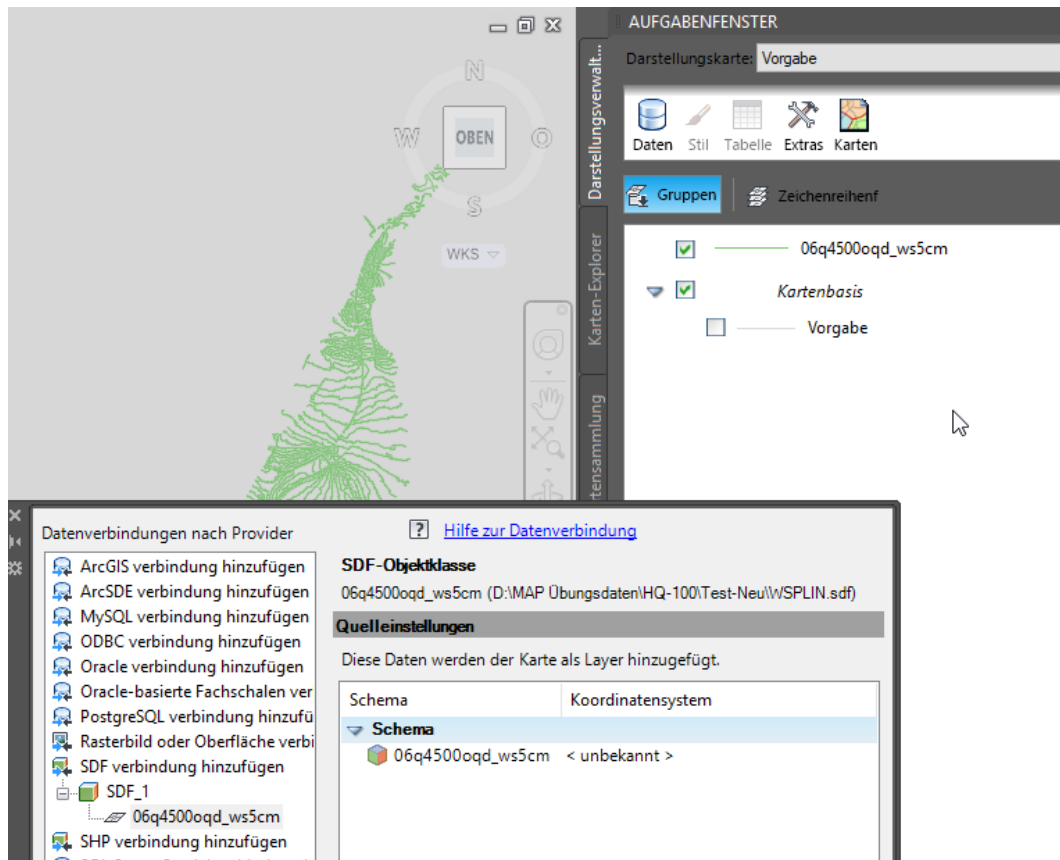 AUFGABENFENSTER
Darstellungskarte: Vorgabe
Daten Stil Tabelle Extras Karten
Gruppen Zeichenreihenf
06q4500oqd_ws5cm
Kartenbasis
Vorgabe
Darstellungsverwalt...
Karten-Explorer
tensammlung
N
W OBEN O
S
WKS
Datenverbindungen nach Provider
ArcGIS verbindung hinzufügen
ArcSDE verbindung hinzufügen
MySQL verbindung hinzufügen
ODBC verbindung hinzufügen
Oracle verbindung hinzufügen
Oracle-basierte Fachschalen ver
PostgreSQL verbindung hinzufü
Rasterbild oder Oberfläche verbi
SDF verbindung hinzufügen
SDF_1
06q4500oqd_ws5cm
SHP verbindung hinzufügen
? Hilfe zur Datenverbindung
SDF-Objektklasse
06q4500oqd_ws5cm (D:\MAP Übungsdaten\HQ-100\Test-Neu\WSPLIN.sdf)
Quelleinstellungen
Diese Daten werden der Karte als Layer hinzugefügt.
Schema Koordinatensystem
Schema
06q4500oqd_ws5cm < unbekannt >